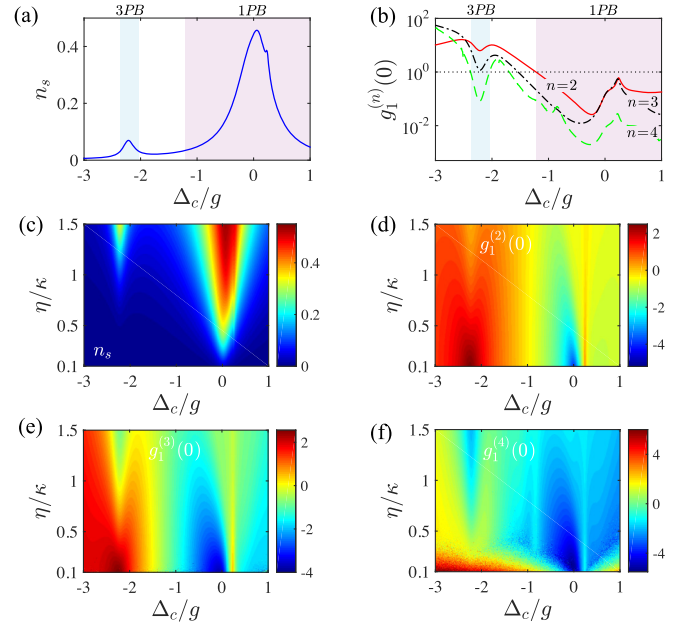 (a)
3PB
1PB
n_s
0.4
0.2
0
-3 -2 -1 0 1
Δ_c/g
(b)
3PB
1PB
g_1^{(n)}(0)
10^2
10^0
10^{-2}
n=2
n=3
n=4
-3 -2 -1 0 1
Δ_c/g
(c)
η/κ
1.5
1
0.5
0.1
n_s
-3 -2 -1 0 1
Δ_c/g
0.4
0.2
0
(d)
η/κ
1.5
1
0.5
0.1
g_1^{(2)}(0)
-3 -2 -1 0 1
Δ_c/g
2
0
-2
-4
(e)
η/κ
1.5
1
0.5
0.1
g_1^{(3)}(0)
-3 -2 -1 0 1
Δ_c/g
2
0
-2
-4
(f)
η/κ
1.5
1
0.5
0.1
g_1^{(4)}(0)
-3 -2 -1 0 1
Δ_c/g
4
2
0
-2
-4